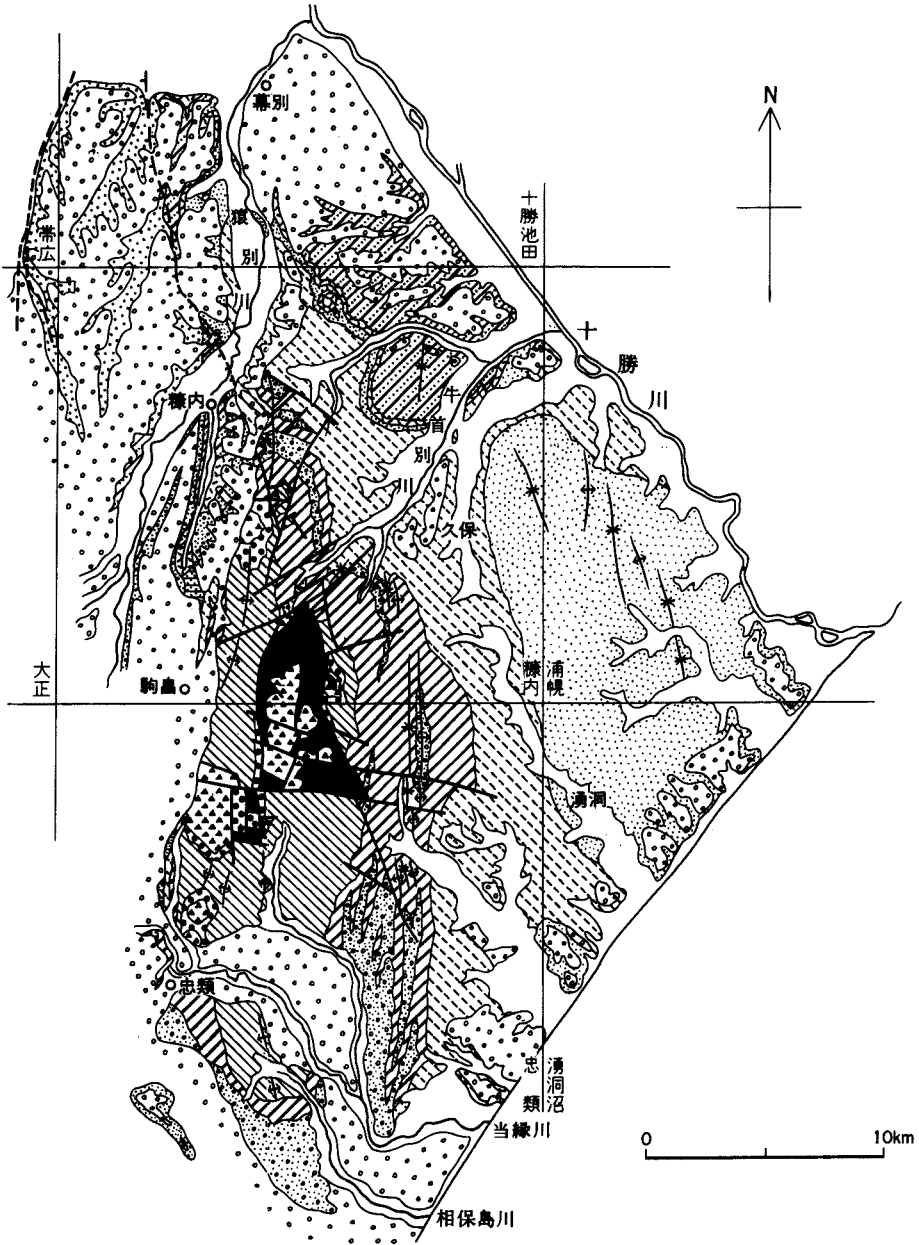 N
幕別
猿別川
十勝池田
帯広
十勝川
糠内
牛首別川
久保
大正
駒畠
糠内
浦幌
湧洞
忠類
忠類
湧洞沼
当縁川
相保島川
0 10km